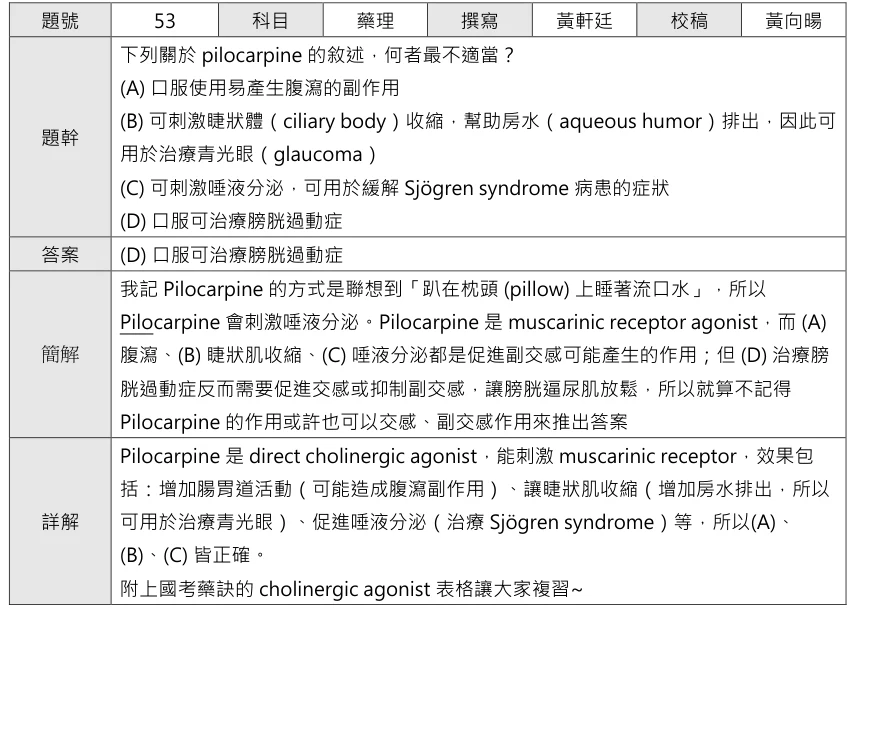 題號 53 科目 藥理 撰寫 黃軒廷 校稿 黃向暘
題幹
下列關於 pilocarpine 的敘述，何者最不適當？
(A) 口服使用易產生腹瀉的副作用
(B) 可刺激睫狀體（ciliary body）收縮，幫助房水（aqueous humor）排出，因此可
用於治療青光眼（glaucoma）
(C) 可刺激唾液分泌，可用於緩解 Sjögren syndrome 病患的症狀
(D) 口服可治療膀胱過動症
答案 (D) 口服可治療膀胱過動症
簡解
我記 Pilocarpine 的方式是聯想到「趴在枕頭 (pillow) 上睡著流口水」，所以
Pilocarpine 會刺激唾液分泌。Pilocarpine 是 muscarinic receptor agonist，而 (A)
腹瀉、(B) 睫狀肌收縮、(C) 唾液分泌都是促進副交感可能產生的作用；但 (D) 治療膀
胱過動症反而需要促進交感或抑制副交感，讓膀胱逼尿肌放鬆，所以就算不記得
Pilocarpine 的作用或許也可以交感、副交感作用來推出答案
詳解
Pilocarpine 是 direct cholinergic agonist，能刺激 muscarinic receptor，效果包
括：增加腸胃道活動（可能造成腹瀉副作用）、讓睫狀肌收縮（增加房水排出，所以
可用於治療青光眼）、促進唾液分泌（治療 Sjögren syndrome）等，所以(A)、
(B)、(C) 皆正確。
附上國考藥訣的 cholinergic agonist 表格讓大家複習~